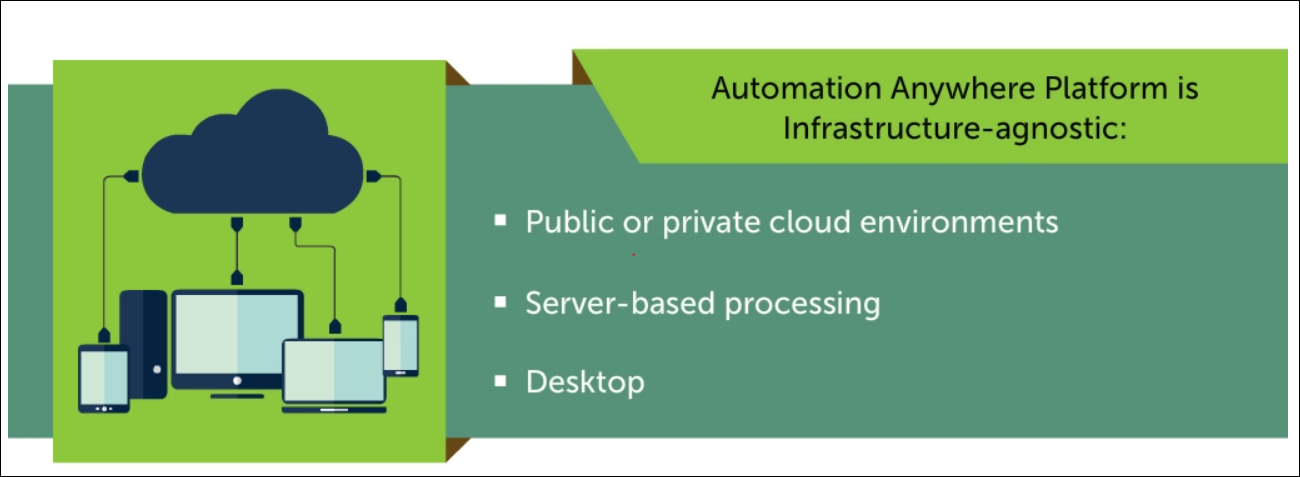 Automation Anywhere Platform is
Infrastructure-agnostic:
▪ Public or private cloud environments
▪ Server-based processing
▪ Desktop